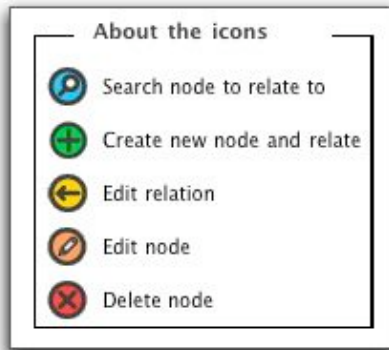 About the icons
Search node to relate to
Create new node and relate
Edit relation
Edit node
Delete node